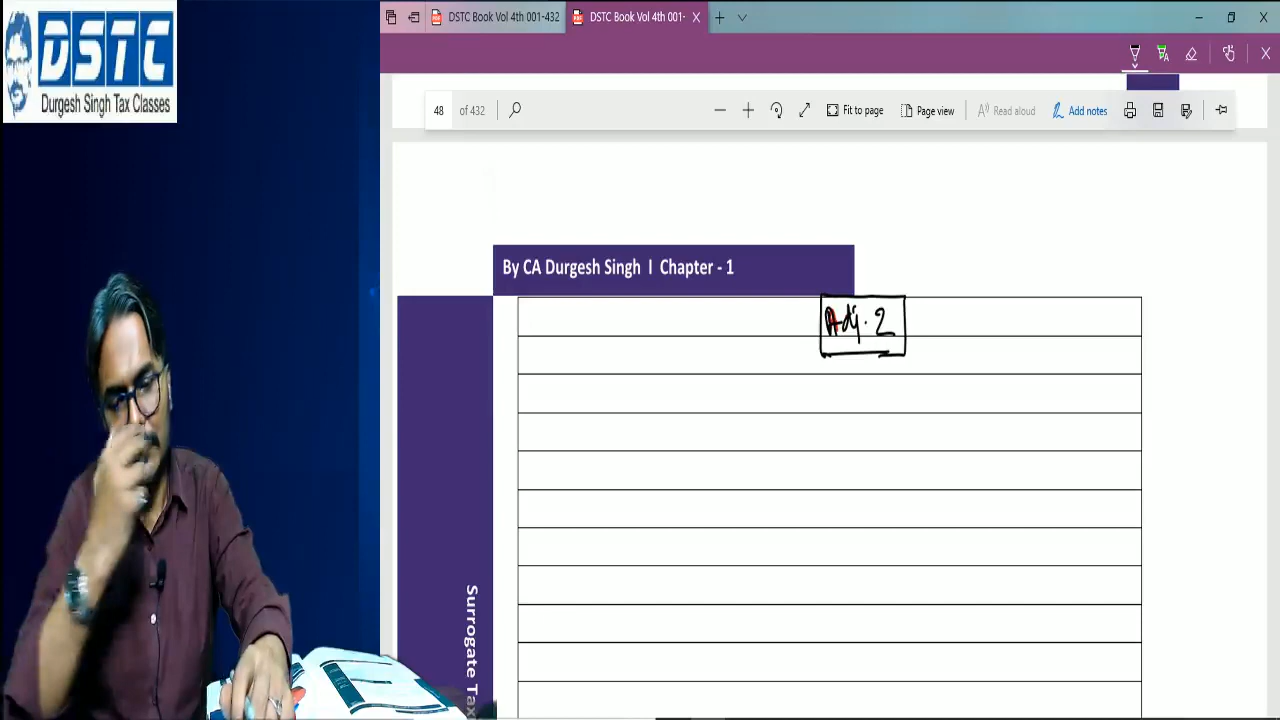 DSTC
Durgesh Singh Tax Classes
DSTC Book Vol 4th 001-432
DSTC Book Vol 4th 001-
48 of 432
Fit to page
Page view
Read aloud
Add notes
By CA Durgesh Singh I Chapter - 1
Adj. 2
Surrogate Tax